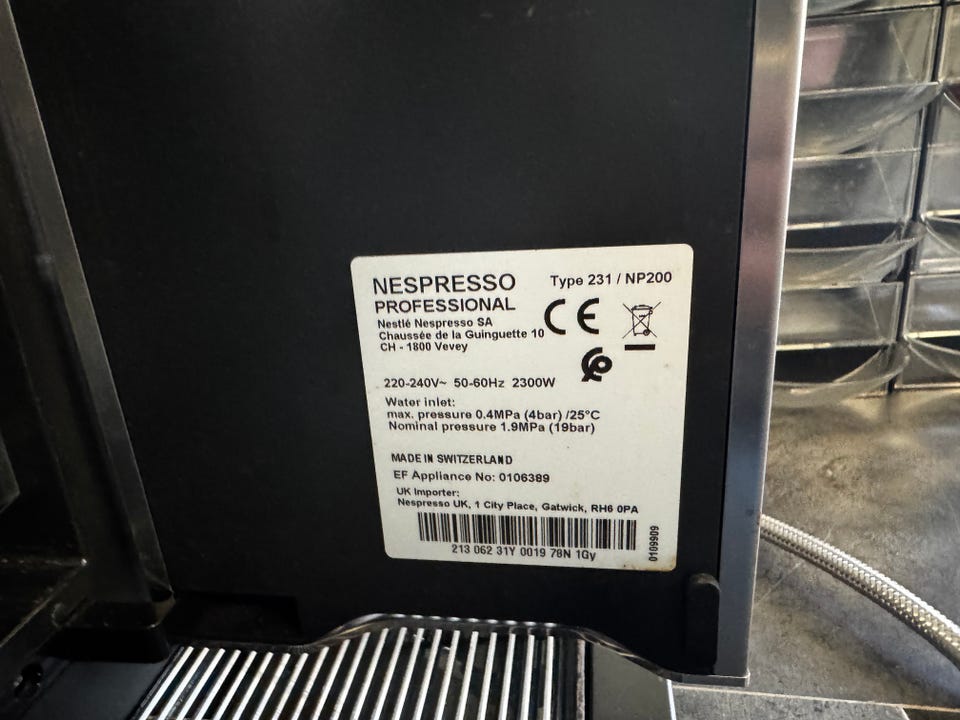 NESPRESSO
PROFESSIONAL
Type 231 / NP200
Nestlé Nespresso SA
Chaussée de la Guinguette 10
CH - 1800 Vevey
CE
220-240V~ 50-60Hz 2300W
Water inlet:
max. pressure 0.4MPa (4bar) /25°C
Nominal pressure 1.9MPa (19bar)
MADE IN SWITZERLAND
EF Appliance No: 0106389
UK Importer:
Nespresso UK, 1 City Place, Gatwick, RH6 0PA
213 062 31Y 0019 78N 1Gy
0109909